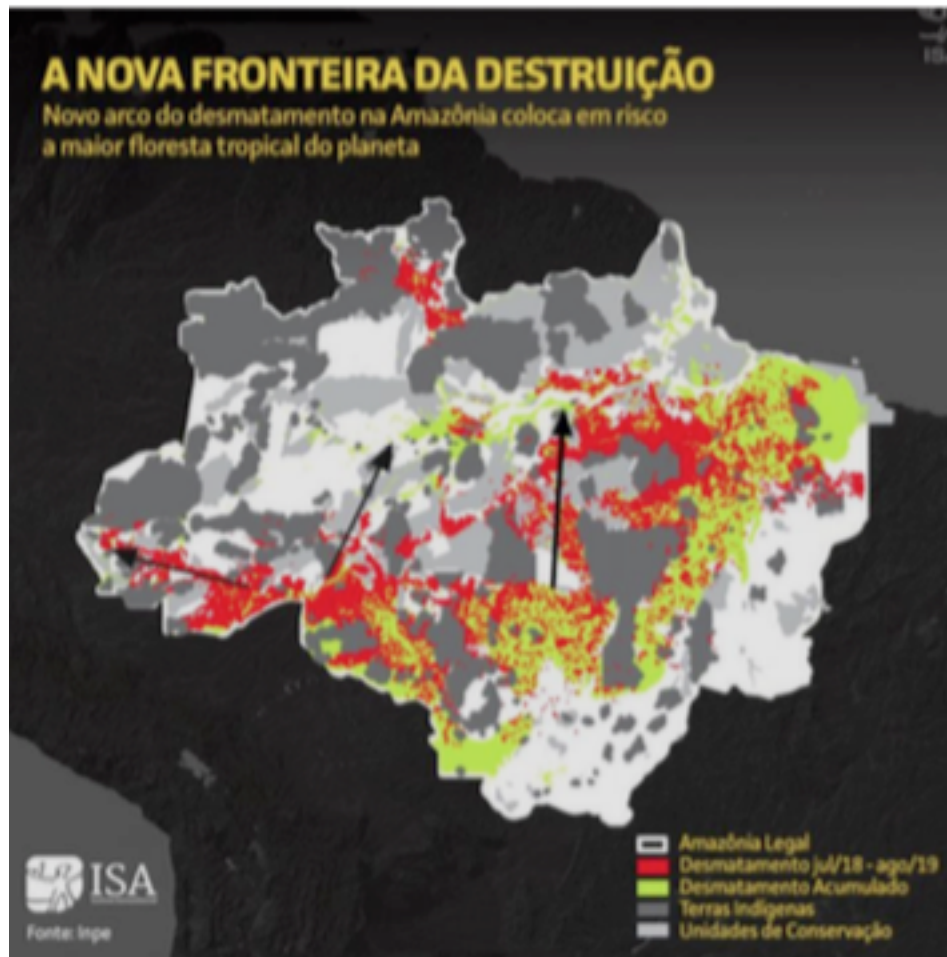 A NOVA FRONTEIRA DA DESTRUIÇÃO
Novo arco do desmatamento na Amazônia coloca em risco
a maior floresta tropical do planeta
Amazônia Legal
Desmatamento jul/18 - ago/19
Desmatamento Acumulado
Terras Indígenas
Unidades de Conservação
ISA
Fonte: Inpe